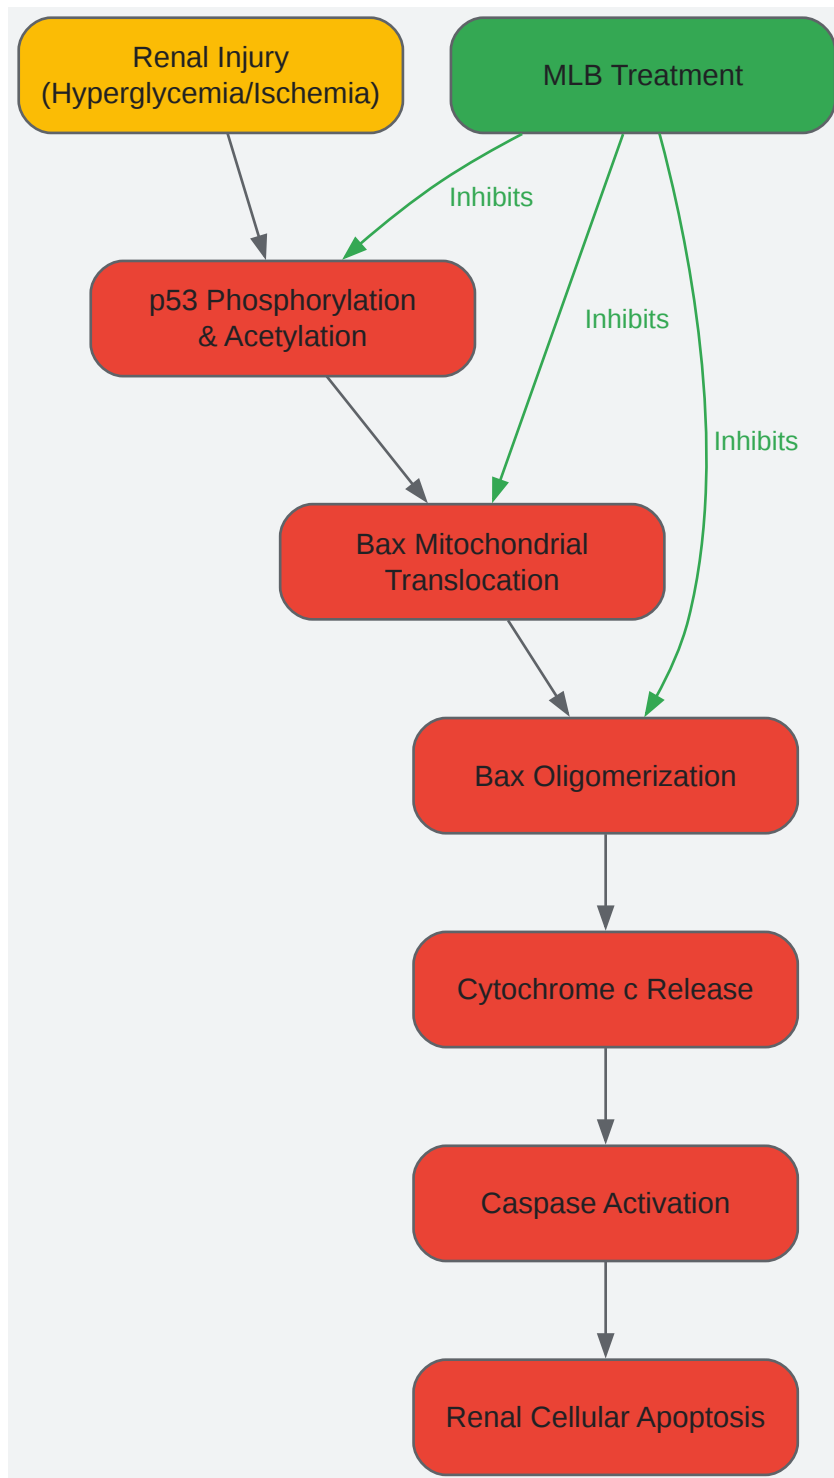 Renal Injury
(Hyperglycemia/Ischemia)
MLB Treatment
Inhibits
p53 Phosphorylation
& Acetylation
Inhibits
Inhibits
Bax Mitochondrial
Translocation
Bax Oligomerization
Cytochrome c Release
Caspase Activation
Renal Cellular Apoptosis